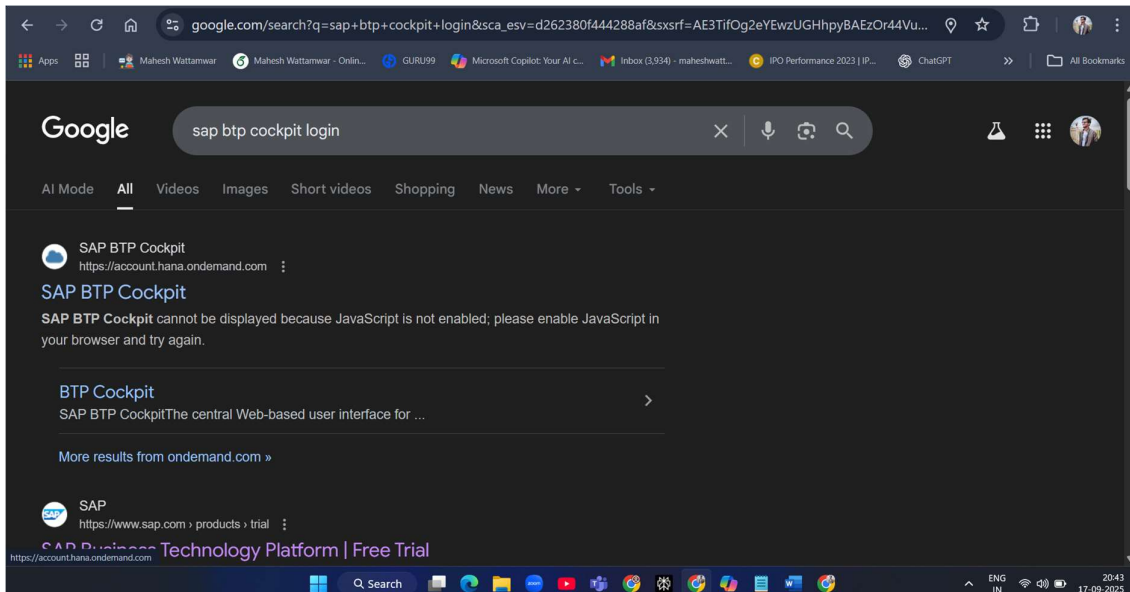 google.com/search?q=sap+btp+cockpit+login&sca_esv=d262380f444288af&sxsrf=AE3TifOg2eYEwzUGHhpyBAEzOr44Vu...
Apps Mahesh Wattamwar Mahesh Wattamwar - Onlin... GURU99 Microsoft Copilot: Your AI c... Inbox (3,934) - maheshwatt... IPO Performance 2023 | IP... ChatGPT » All Bookmarks
Google sap btp cockpit login
AI Mode All Videos Images Short videos Shopping News More Tools
SAP BTP Cockpit
https://account.hana.ondemand.com
SAP BTP Cockpit
SAP BTP Cockpit cannot be displayed because JavaScript is not enabled; please enable JavaScript in
your browser and try again.
BTP Cockpit
SAP BTP CockpitThe central Web-based user interface for ...
More results from ondemand.com »
SAP
SAP
https://www.sap.com › products › trial
SAP Business Technology Platform | Free Trial
https://account.hana.ondemand.com
Search zoom ENG 20:43
IN 17-09-2025